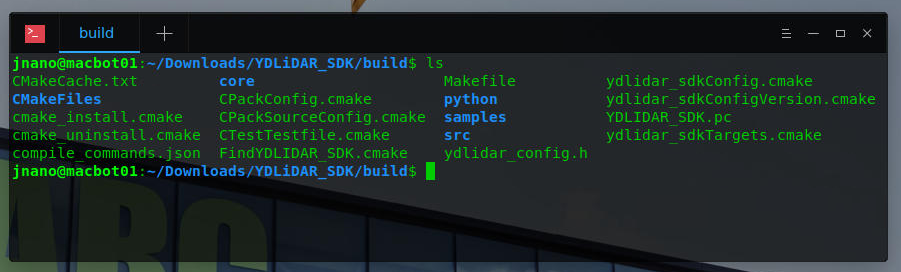 build
jnano@macbot01:~/Downloads/YDLiDAR_SDK/build$ ls
CMakeCache.txt core Makefile ydlidar_sdkConfig.cmake
CMakeFiles CPackConfig.cmake python ydlidar_sdkConfigVersion.cmake
cmake_install.cmake CPackSourceConfig.cmake samples YDLIDAR_SDK.pc
cmake_uninstall.cmake CTestTestfile.cmake src ydlidar_sdkTargets.cmake
compile_commands.json FindYDLIDAR_SDK.cmake ydlidar_config.h
jnano@macbot01:~/Downloads/YDLiDAR_SDK/build$
ABC